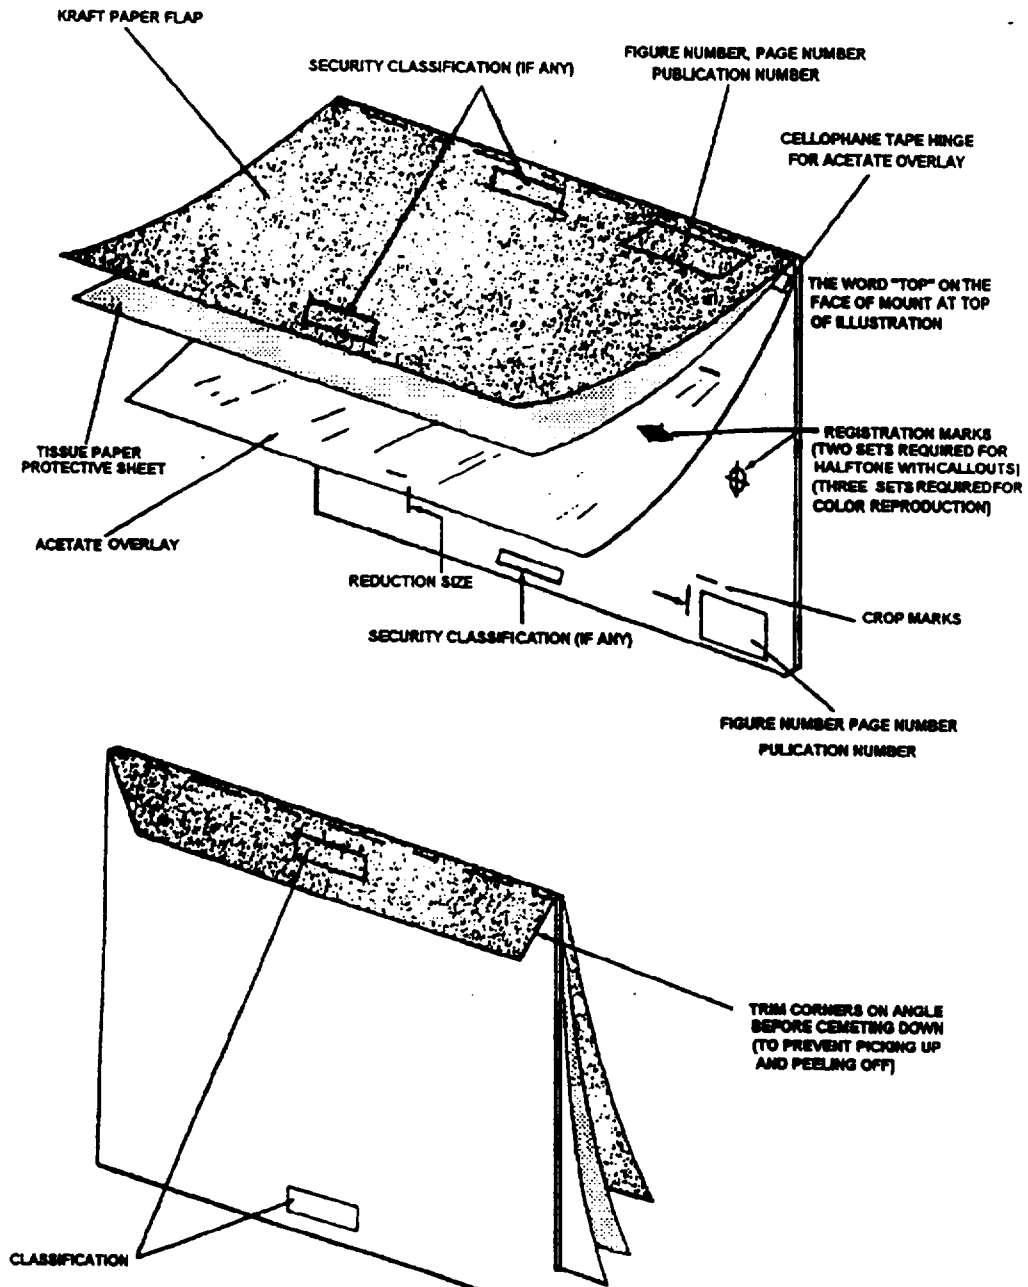 KRAFT PAPER FLAP
SECURITY CLASSIFICATION (IF ANY)
FIGURE NUMBER, PAGE NUMBER
PUBLICATION NUMBER
CELLOPHANE TAPE HINGE
FOR ACETATE OVERLAY
THE WORD "TOP" ON THE
FACE OF MOUNT AT TOP
OF ILLUSTRATION
REGISTRATION MARKS
(TWO SETS REQUIRED FOR
HALFTONE WITH CALLOUTS)
(THREE SETS REQUIRED FOR
COLOR REPRODUCTION)
TISSUE PAPER
PROTECTIVE SHEET
ACETATE OVERLAY
REDUCTION SIZE
SECURITY CLASSIFICATION (IF ANY)
CROP MARKS
FIGURE NUMBER PAGE NUMBER
PULICATION NUMBER
TRIM CORNERS ON ANGLE
BEFORE CEMETING DOWN
(TO PREVENT PICKING UP
AND PEELING OFF)
CLASSIFICATION